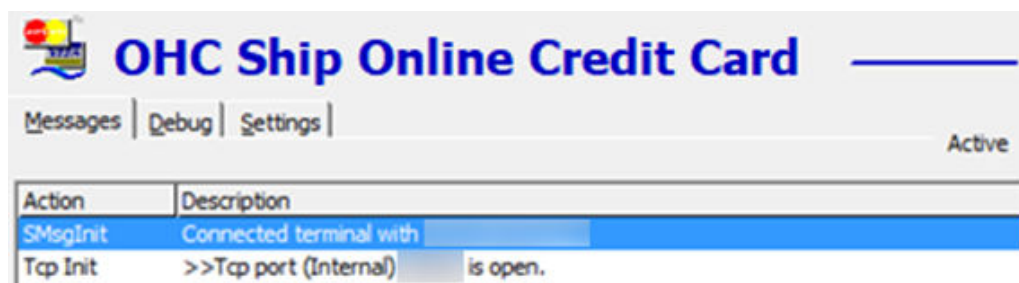 OHC Ship Online Credit Card
Messages Debug Settings
Active
Action Description
SMsgInit Connected terminal with
Tcp Init >>Tcp port (Internal) is open.